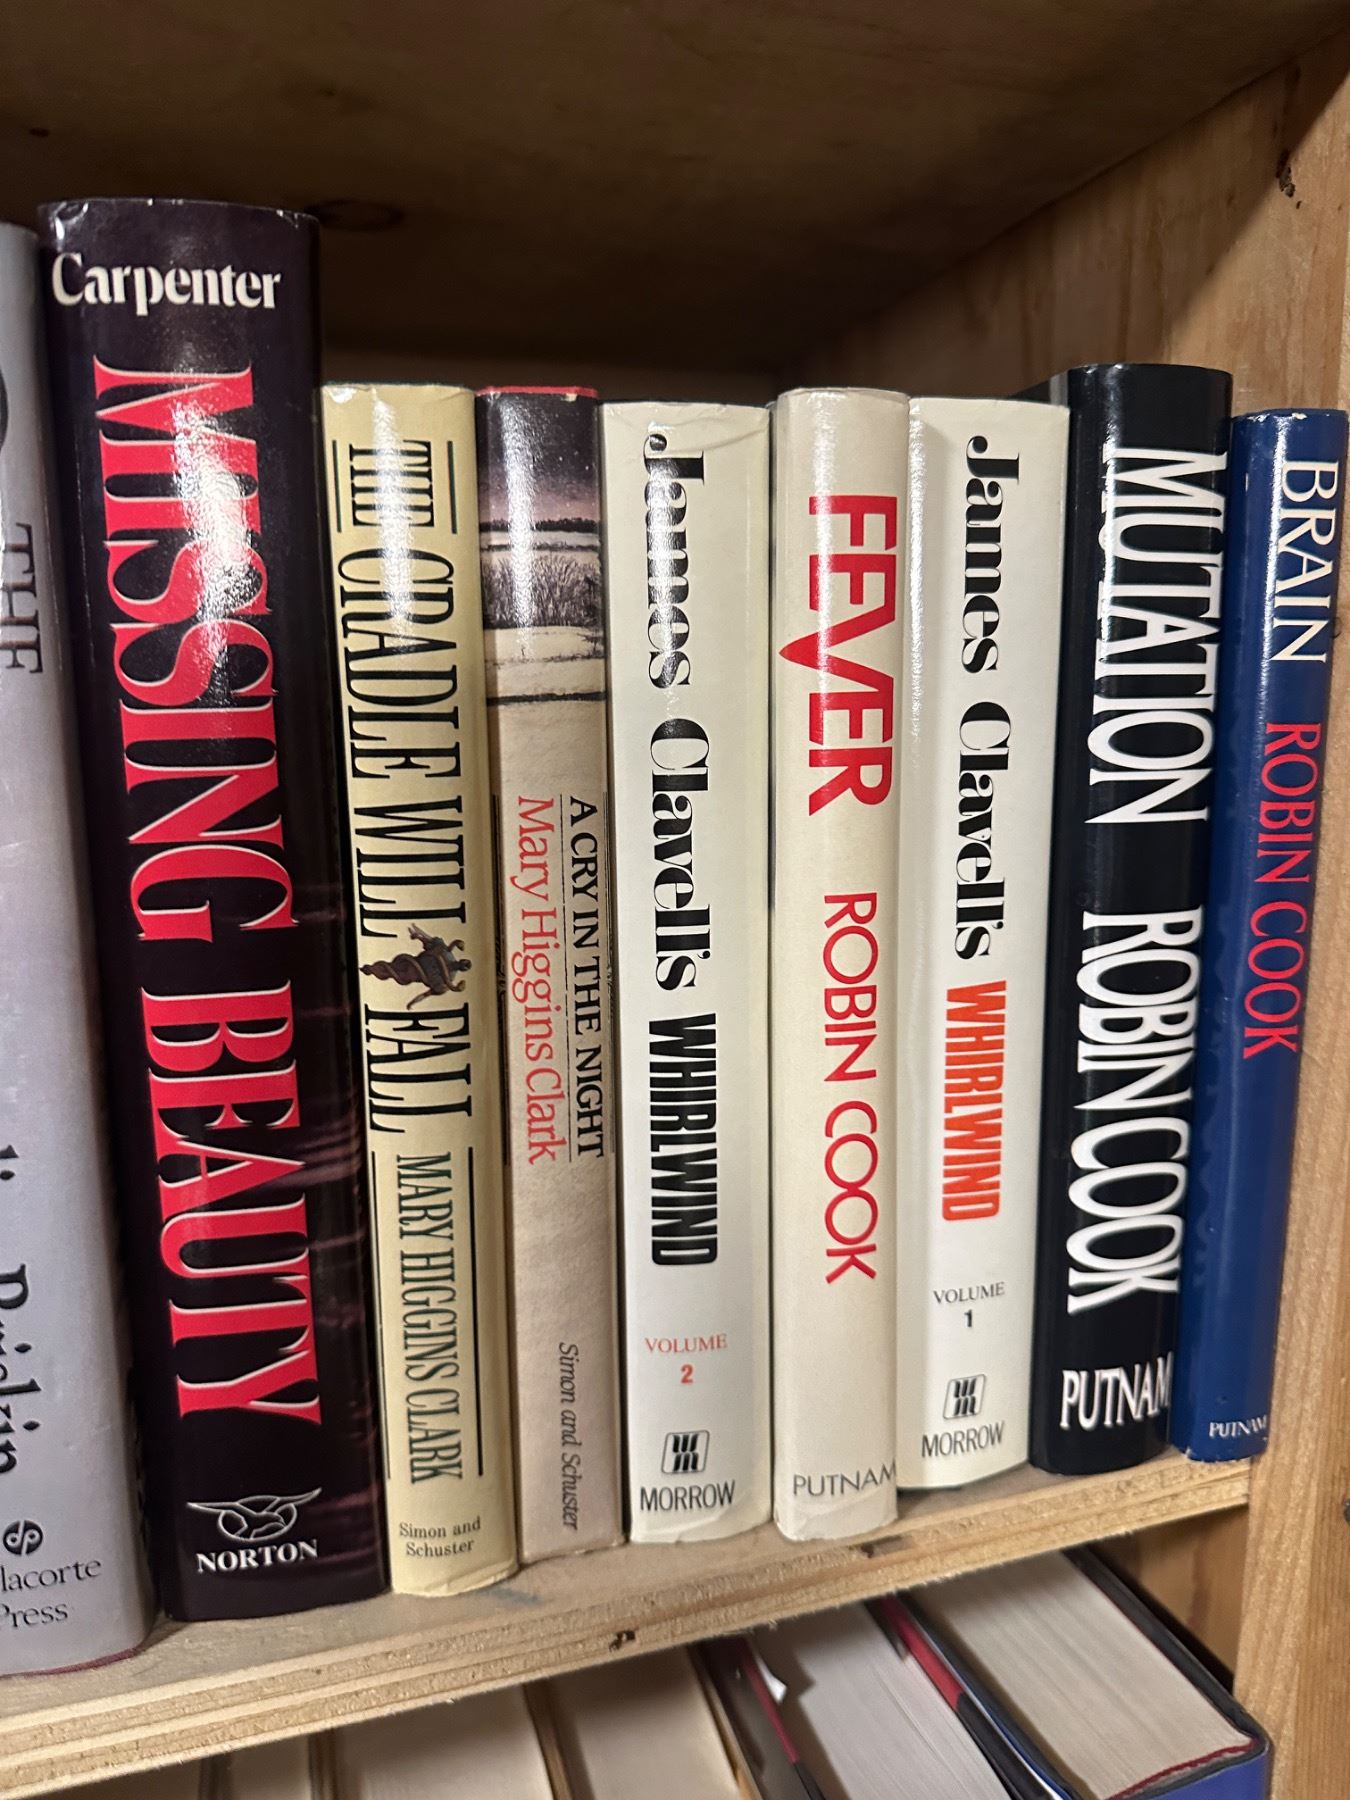 THE
Delacorte
Press
Carpenter
MISSING BEAUTY
NORTON
THE CRADLE WILL FALL
MARY HIGGINS CLARK
Simon and
Schuster
A CRY IN THE NIGHT
Mary Higgins Clark
Simon and Schuster
James Clavell's WHIRLWIND
VOLUME
2
MORROW
FEVER ROBIN COOK
PUTNAM
James Clavell's WHIRLWIND
VOLUME
1
MORROW
MUTATION ROBIN COOK
PUTNAM
BRAIN ROBIN COOK
PUTNAM